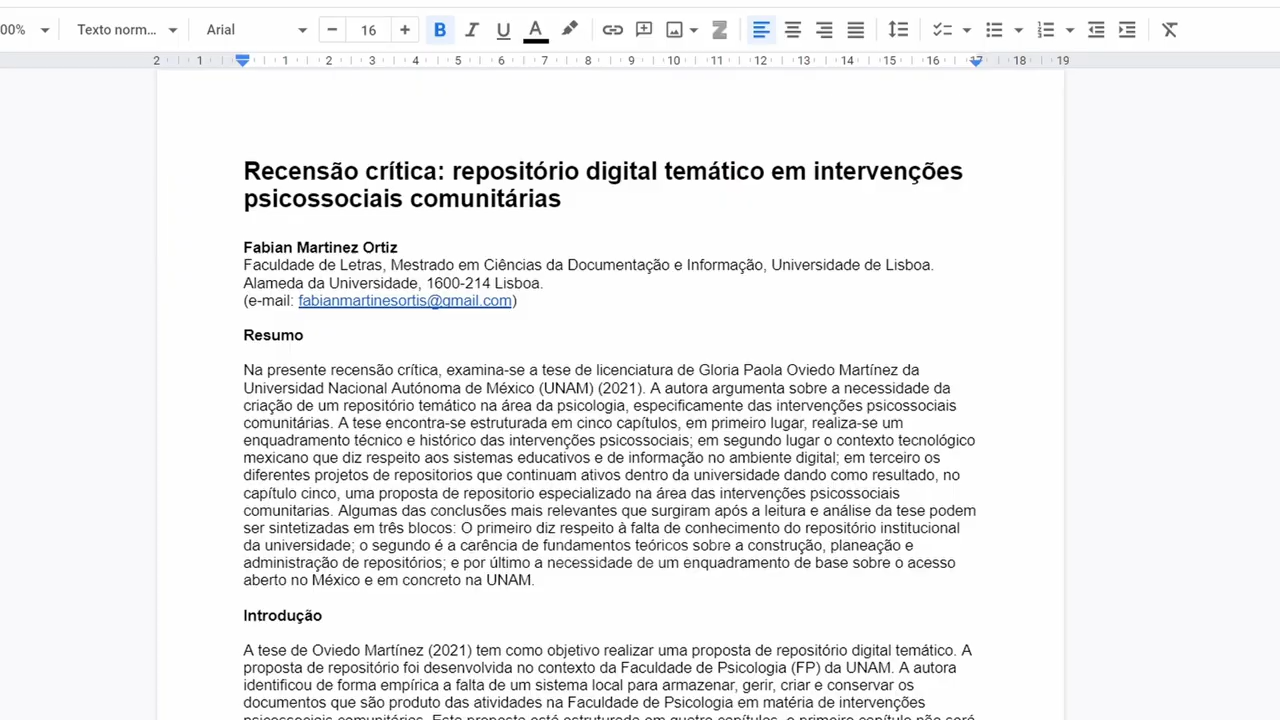 00% Texto norm... Arial 16 B I U A
2 1 1 2 3 4 5 6 7 8 9 10 11 12 13 14 15 16 17 18 19
Recensão crítica: repositório digital temático em intervenções
psicossociais comunitárias
Fabian Martinez Ortiz
Faculdade de Letras, Mestrado em Ciências da Documentação e Informação, Universidade de Lisboa.
Alameda da Universidade, 1600-214 Lisboa.
(e-mail: fabianmartinesortis@gmail.com)
Resumo
Na presente recensão crítica, examina-se a tese de licenciatura de Gloria Paola Oviedo Martínez da
Universidad Nacional Autónoma de México (UNAM) (2021). A autora argumenta sobre a necessidade da
criação de um repositório temático na área da psicologia, especificamente das intervenções psicossociais
comunitárias. A tese encontra-se estruturada em cinco capítulos, em primeiro lugar, realiza-se um
enquadramento técnico e histórico das intervenções psicossociais; em segundo lugar o contexto tecnológico
mexicano que diz respeito aos sistemas educativos e de informação no ambiente digital; em terceiro os
diferentes projetos de repositorios que continuam ativos dentro da universidade dando como resultado, no
capítulo cinco, uma proposta de repositorio especializado na área das intervenções psicossociais
comunitarias. Algumas das conclusões mais relevantes que surgiram após a leitura e análise da tese podem
ser sintetizadas em três blocos: O primeiro diz respeito à falta de conhecimento do repositório institucional
da universidade; o segundo é a carência de fundamentos teóricos sobre a construção, planeação e
administração de repositórios; e por último a necessidade de um enquadramento de base sobre o acesso
aberto no México e em concreto na UNAM.
Introdução
A tese de Oviedo Martínez (2021) tem como objetivo realizar uma proposta de repositório digital temático. A
proposta de repositório foi desenvolvida no contexto da Faculdade de Psicologia (FP) da UNAM. A autora
identificou de forma empírica a falta de um sistema local para armazenar, gerir, criar e conservar os
documentos que são produto das atividades na Faculdade de Psicologia em matéria de intervenções
psicossociais comunitárias. Esta proposta está estruturada em quatro capítulos, o primeiro capítulo não será